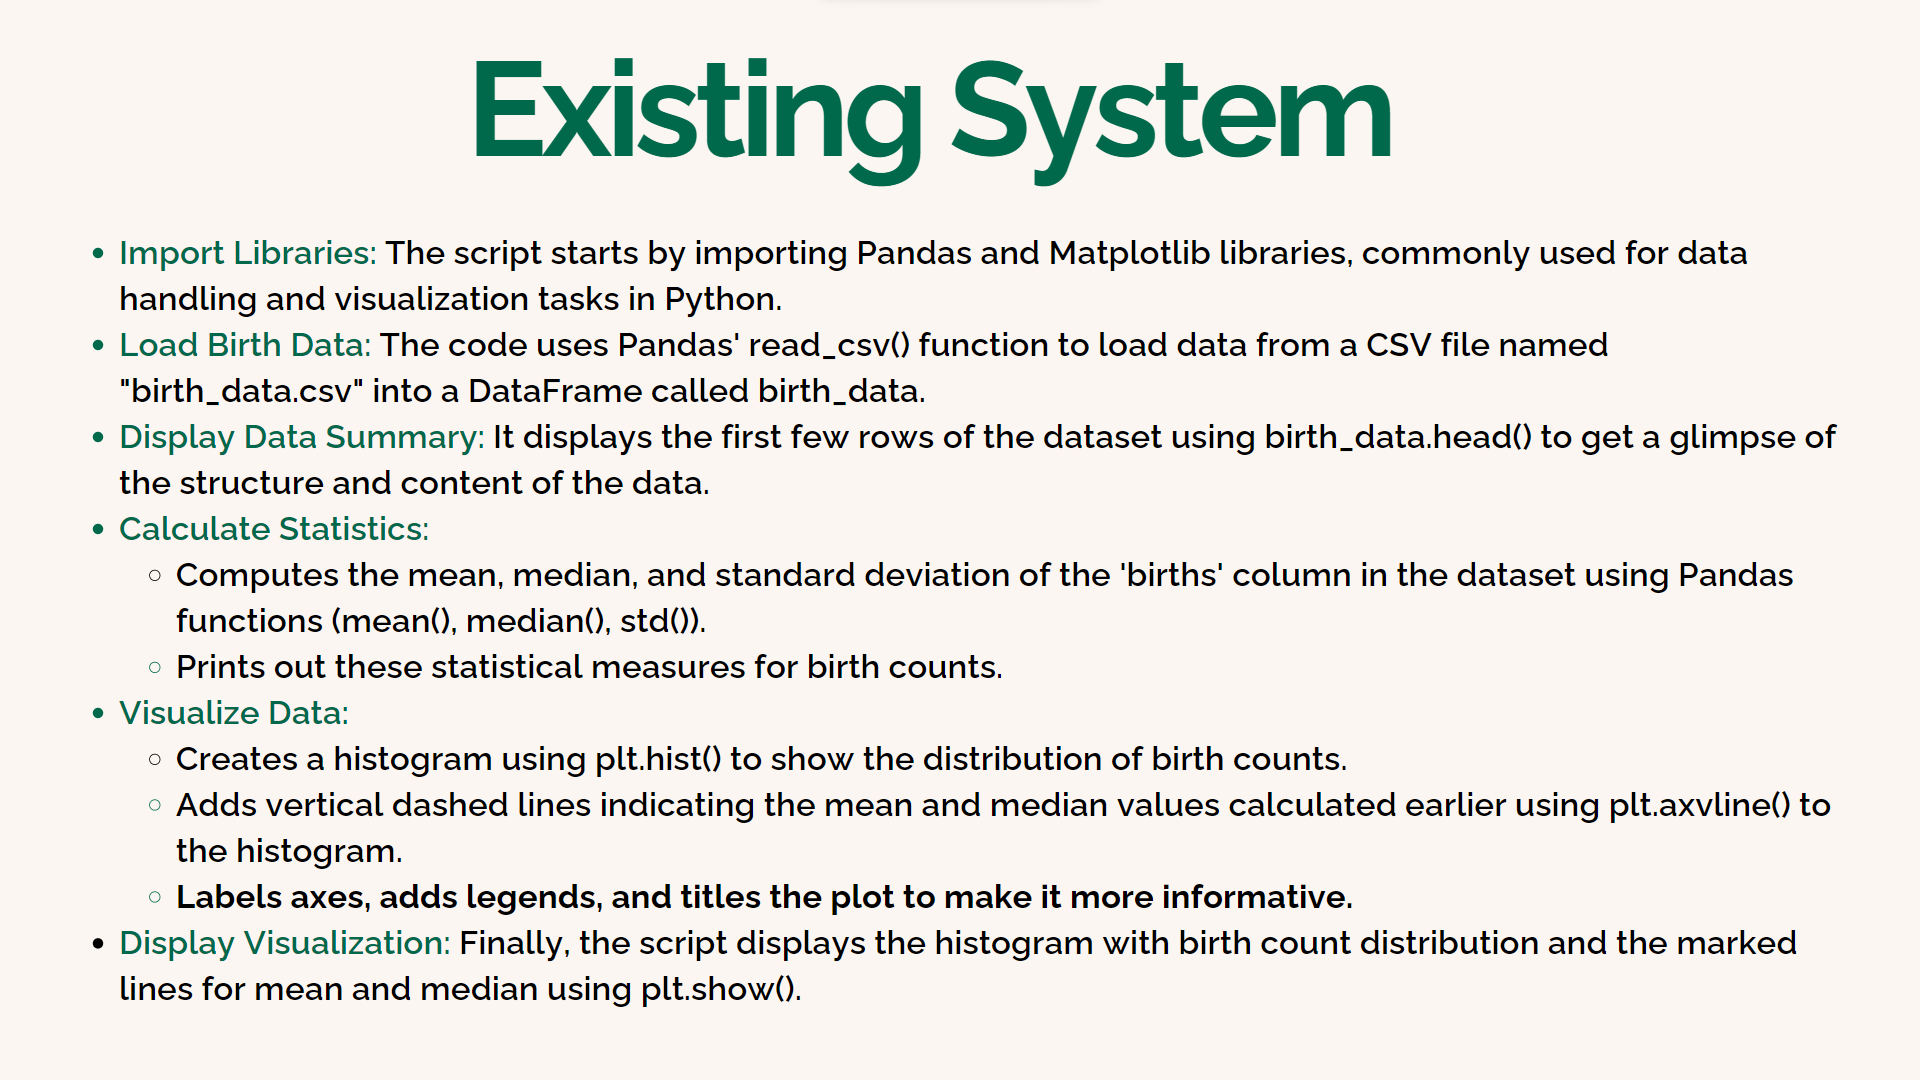 Existing System
• Import Libraries: The script starts by importing Pandas and Matplotlib libraries, commonly used for data
handling and visualization tasks in Python.
• Load Birth Data: The code uses Pandas' read_csv() function to load data from a CSV file named
"birth_data.csv" into a DataFrame called birth_data.
• Display Data Summary: It displays the first few rows of the dataset using birth_data.head() to get a glimpse of
the structure and content of the data.
• Calculate Statistics:
◦ Computes the mean, median, and standard deviation of the 'births' column in the dataset using Pandas
functions (mean(), median(), std()).
◦ Prints out these statistical measures for birth counts.
• Visualize Data:
◦ Creates a histogram using plt.hist() to show the distribution of birth counts.
◦ Adds vertical dashed lines indicating the mean and median values calculated earlier using plt.axvline() to
the histogram.
◦ Labels axes, adds legends, and titles the plot to make it more informative.
• Display Visualization: Finally, the script displays the histogram with birth count distribution and the marked
lines for mean and median using plt.show().